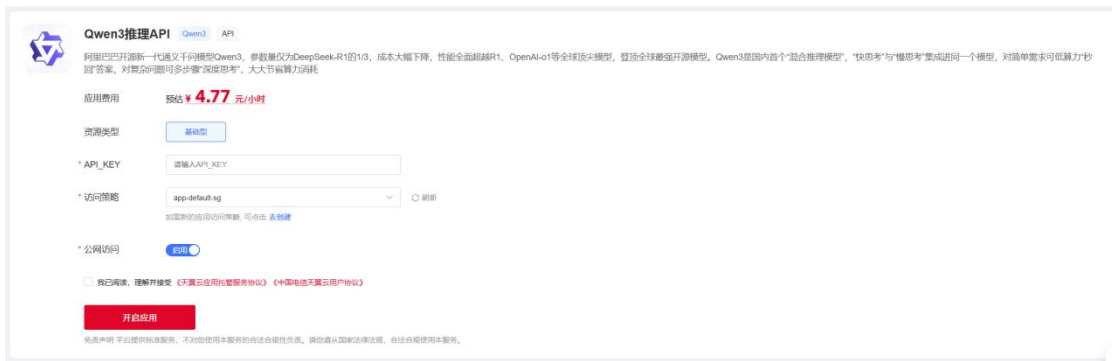 Qwen3推理API Qwen3 API
阿里巴巴开源新一代通义千问模型Qwen3，参数量仅为DeepSeek-R1的1/3，成本大幅下降，性能全面超越R1、OpenAI-o1等全球顶尖模型，登顶全球最强开源模型。Qwen3是国内首个“混合推理模型”，“快思考”与“慢思考”集成进同一个模型，对简单需求可低算力“秒
回”答案，对复杂问题可多步骤“深度思考”，大大节省算力消耗
应用费用 预估 ¥ 4.77 元/小时
资源类型 基础型
* API_KEY 请输入API_KEY
* 访问策略 app-default-sg 刷新
如需新的应用访问策略, 可点击 去创建
* 公网访问 启用
我已阅读，理解并接受 《天翼云应用托管服务协议》 《中国电信天翼云用户协议》
开启应用
免责声明: 平台提供标准服务，不对您使用本服务的合法合规性负责。请您遵从国家法律法规，合法合规使用本服务。